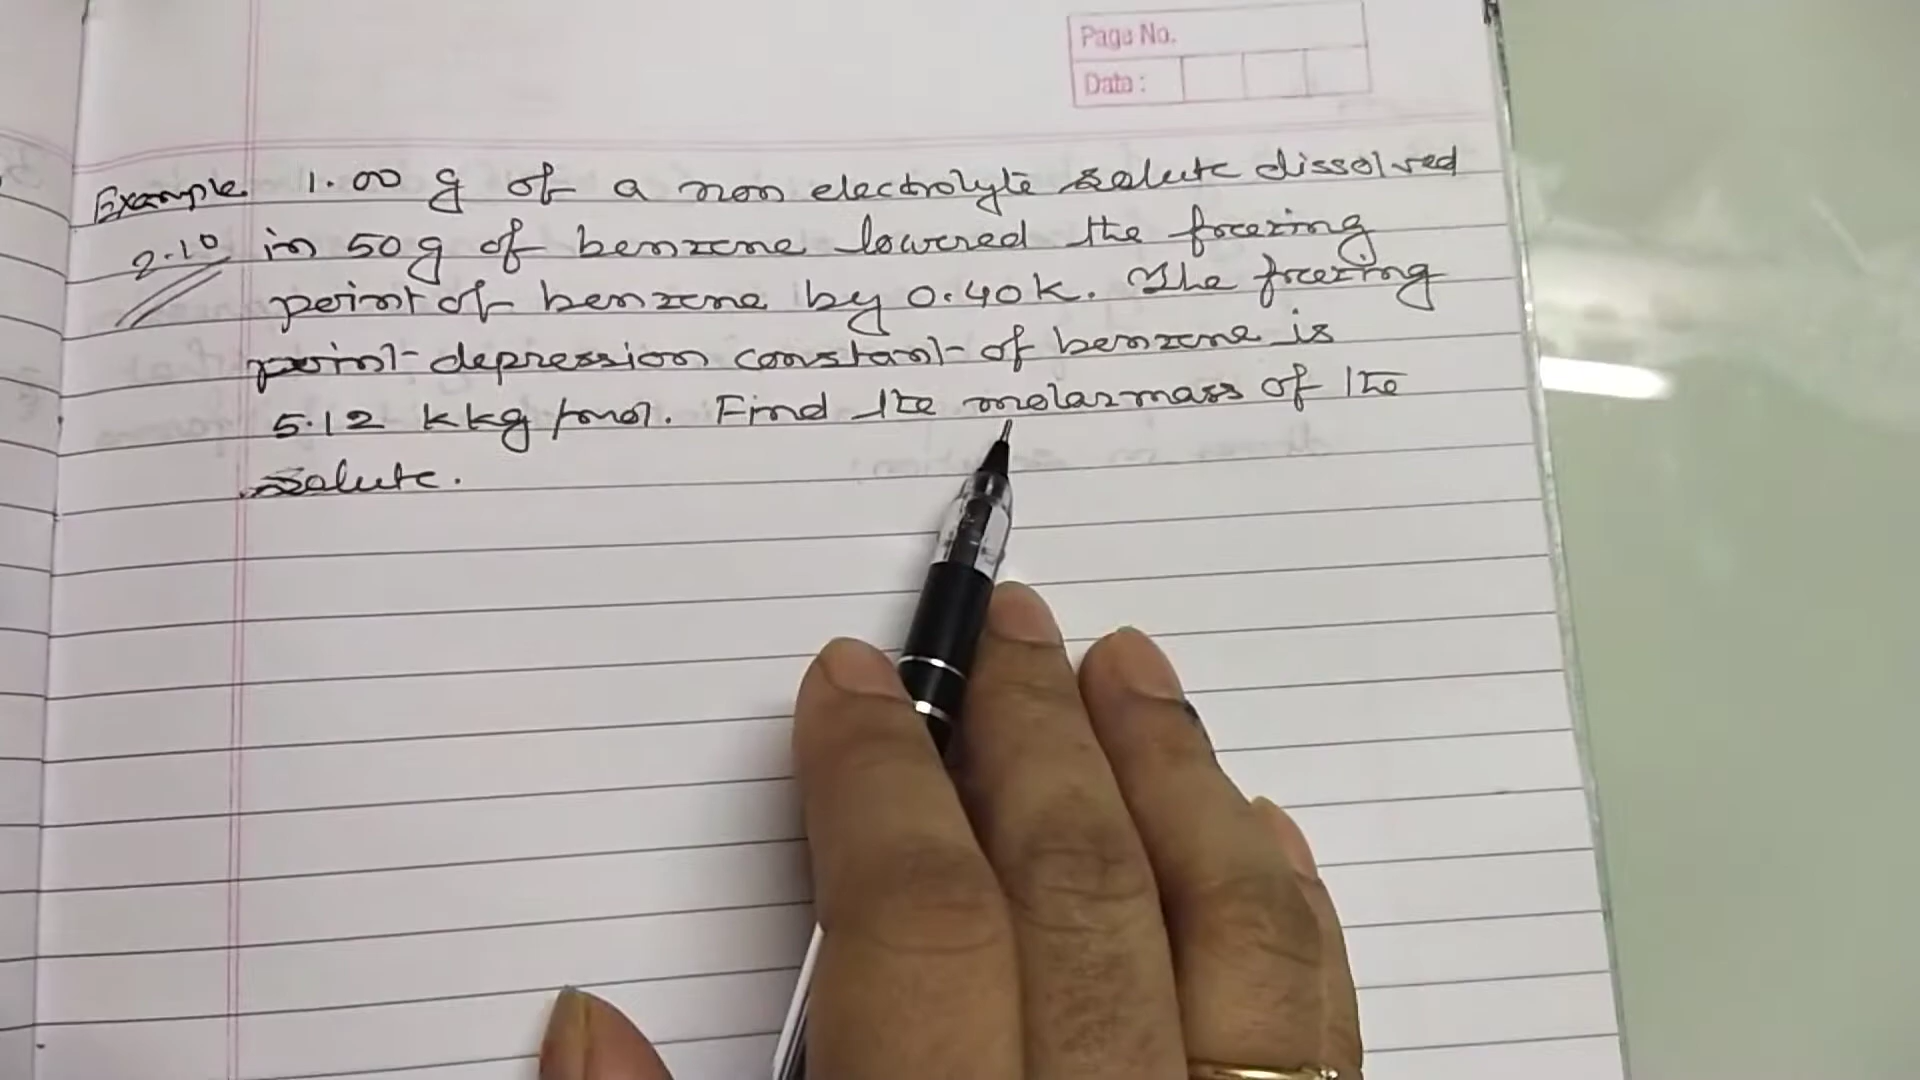 Page No.
Date :
Example 1.00 g of a non electrolyte solute dissolved
2.10 in 50 g of benzene lowered the freezing
point of benzene by 0.40 K. The freezing
point depression constant of benzene is
5.12 K kg /mol. Find the molar mass of the
solute.